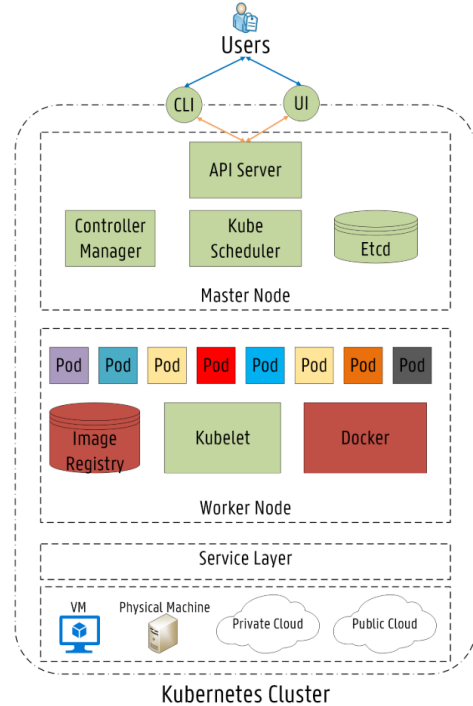 Users
CLI
UI
API Server
Controller
Manager
Kube
Scheduler
Etcd
Master Node
Pod Pod Pod Pod Pod Pod Pod Pod
Image
Registry
Kubelet
Docker
Worker Node
Service Layer
VM
Physical Machine
Private Cloud
Public Cloud
Kubernetes Cluster